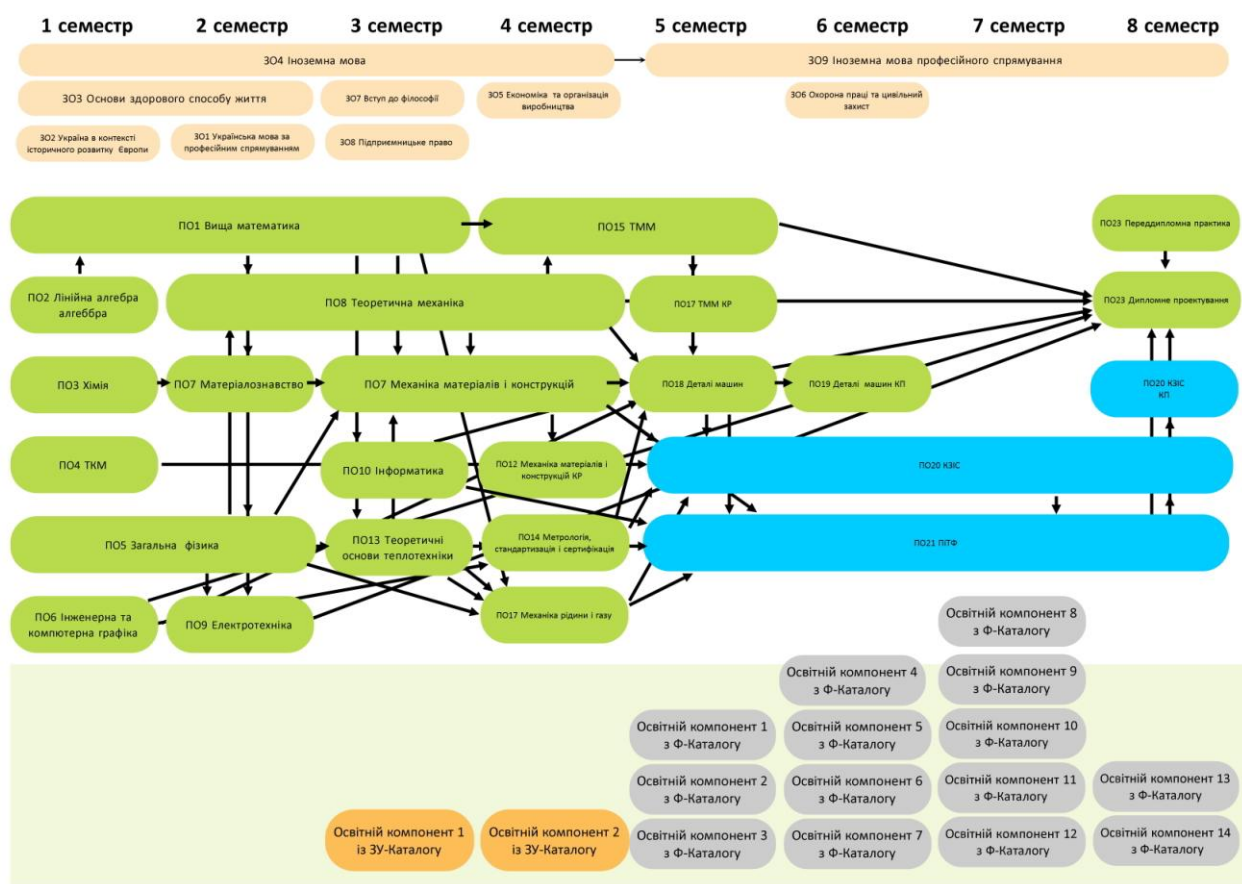 1 семестр
2 семестр
3 семестр
4 семестр
5 семестр
6 семестр
7 семестр
8 семестр
ЗО4 Іноземна мова
ЗО9 Іноземна мова професійного спрямування
ЗО3 Основи здорового способу життя
ЗО7 Вступ до філософії
ЗО5 Економіка та організація
виробництва
ЗО6 Охорона праці та цивільний
захист
ЗО2 Україна в контексті
історичного розвитку Європи
ЗО1 Українська мова за
професійним спрямуванням
ЗО8 Підприємницьке право
ПО1 Вища математика
ПО15 ТММ
ПО23 Переддипломна практика
ПО2 Лінійна алгебра
алгеббра
ПО8 Теоретична механіка
ПО17 ТММ КР
ПО23 Дипломне проектування
ПО3 Хімія
ПО7 Матеріалознавство
ПО7 Механіка матеріалів і конструкцій
ПО18 Деталі машин
ПО19 Деталі машин КП
ПО20 КЗІС
КП
ПО4 ТКМ
ПО10 Інформатика
ПО12 Механіка матеріалів і
конструкцій КР
ПО20 КЗІС
ПО5 Загальна фізика
ПО13 Теоретичні
основи теплотехніки
ПО14 Метрологія,
стандартизація і сертифікація
ПО21 ПІТФ
ПО6 Інженерна та
компютерна графіка
ПО9 Електротехніка
ПО17 Механіка рідини і газу
Освітній компонент 8
з Ф-Каталогу
Освітній компонент 4
з Ф-Каталогу
Освітній компонент 9
з Ф-Каталогу
Освітній компонент 1
з Ф-Каталогу
Освітній компонент 5
з Ф-Каталогу
Освітній компонент 10
з Ф-Каталогу
Освітній компонент 2
з Ф-Каталогу
Освітній компонент 6
з Ф-Каталогу
Освітній компонент 11
з Ф-Каталогу
Освітній компонент 13
з Ф-Каталогу
Освітній компонент 1
із ЗУ-Каталогу
Освітній компонент 2
із ЗУ-Каталогу
Освітній компонент 3
з Ф-Каталогу
Освітній компонент 7
з Ф-Каталогу
Освітній компонент 12
з Ф-Каталогу
Освітній компонент 14
з Ф-Каталогу